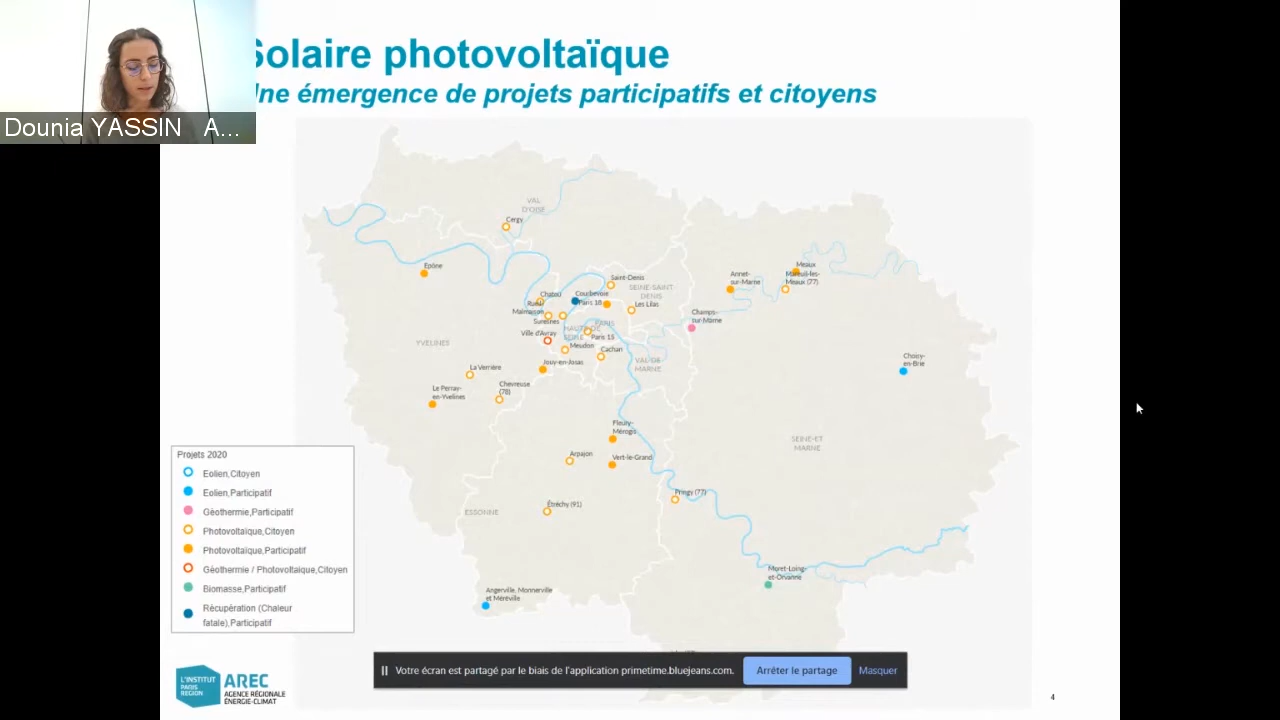 Solaire photovoltaïque
Une émergence de projets participatifs et citoyens
Dounia YASSIN A...
VAL
D'OISE
Cergy
Epône
Saint-Denis
SEINE-SAINT
DENIS
Chatou
Courbevoie
Paris 18
Rueil-
Malmaison
Les Lilas
Suresnes
PARIS
HAUTS-DE
SEINE
Ville d'Avray
Paris 13
Meudon
Cachan
VAL-DE-
MARNE
Jouy-en-Josas
Annet-
sur-Marne
Meaux
Mareuil-les-
Meaux (77)
Champs-
sur-Marne
Choisy-
en-Brie
YVELINES
La Verrière
Le Perray-
en-Yvelines
Chevreuse
(78)
Fleury-
Mérogis
Vert-le-Grand
Arpajon
SEINE-ET
MARNE
Pringy (77)
Étréchy (91)
ESSONNE
Moret-Loing-
et-Orvanne
Angerville, Monnerville
et Méréville
Projets 2020
Eolien,Citoyen
Eolien,Participatif
Géothermie,Participatif
Photovoltaïque,Citoyen
Photovoltaïque,Participatif
Géothermie / Photovoltaïque,Citoyen
Biomasse,Participatif
Récupération (Chaleur
fatale),Participatif
Votre écran est partagé par le biais de l'application primetime.bluejeans.com.
Arrêter le partage
Masquer
L'INSTITUT
PARIS
REGION
AREC
AGENCE RÉGIONALE
ÉNERGIE-CLIMAT
4